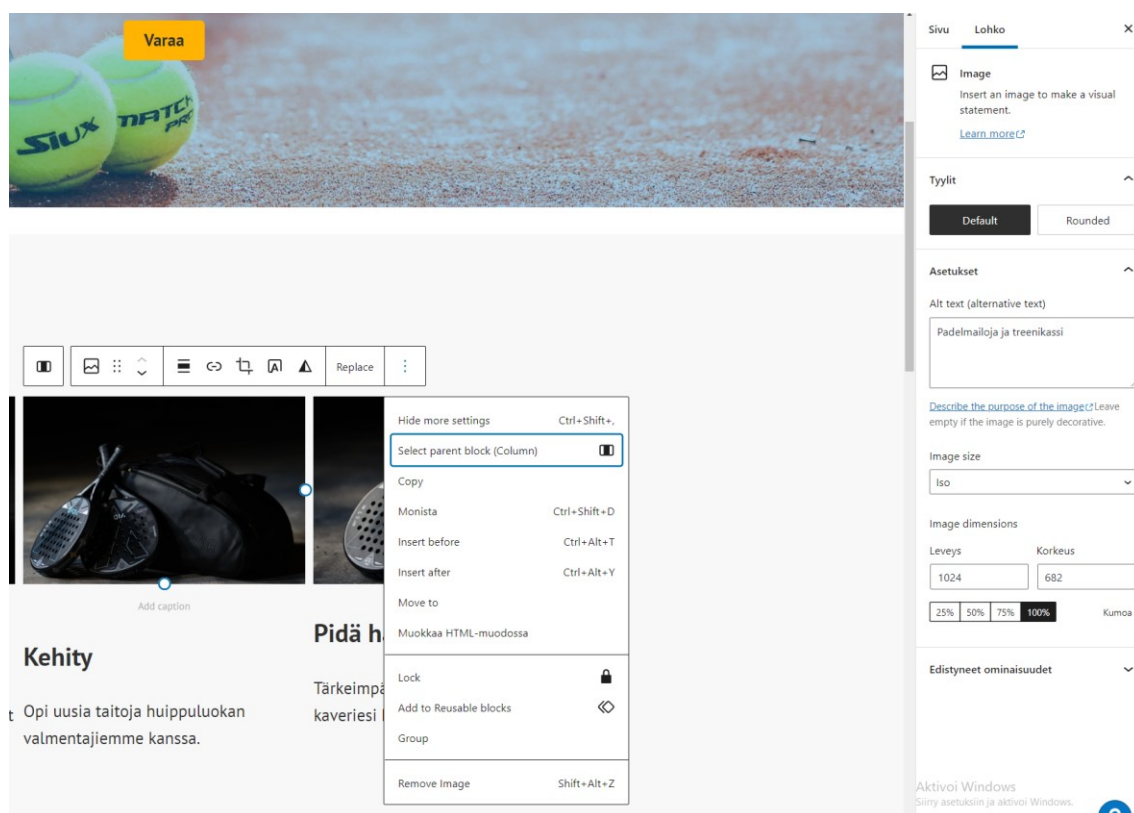 Varaa
SIUX
MATCH
PRO
Replace
Hide more settings Ctrl+Shift+,
Select parent block (Column)
Copy
Monista Ctrl+Shift+D
Insert before Ctrl+Alt+T
Insert after Ctrl+Alt+Y
Move to
Muokkaa HTML-muodossa
Lock
Add to Reusable blocks
Group
Remove Image Shift+Alt+Z
Add caption
Kehity
t Opi uusia taitoja huippuluokan
valmentajiemme kanssa.
Pidä h
Tärkeimpä
kaveriesi
Sivu Lohko
Image
Insert an image to make a visual
statement.
Learn more
Tyylit
Default Rounded
Asetukset
Alt text (alternative text)
Padelmailoja ja treenikassi
Describe the purpose of the image Leave
empty if the image is purely decorative.
Image size
Iso
Image dimensions
Leveys Korkeus
1024 682
25% 50% 75% 100% Kumoa
Edistyneet ominaisuudet
Aktivoi Windows
Siirry asetuksiin ja aktivoi Windows.